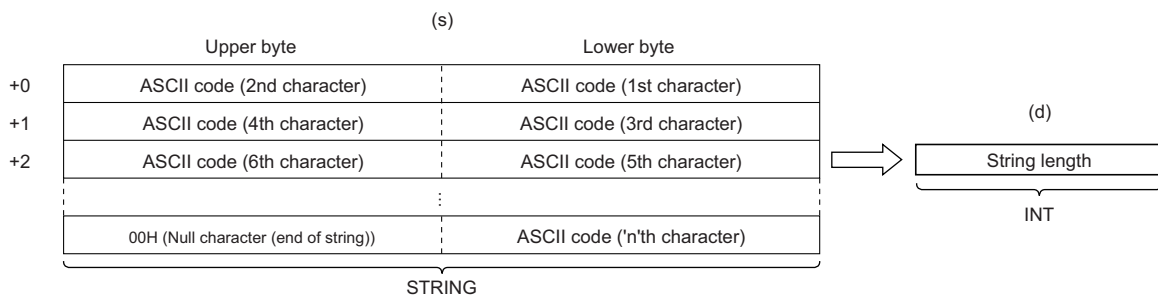 (s)
Upper byte Lower byte
+0 ASCII code (2nd character) ASCII code (1st character)
+1 ASCII code (4th character) ASCII code (3rd character)
(d)
+2 ASCII code (6th character) ASCII code (5th character) String length
⋮
INT
00H (Null character (end of string)) ASCII code ('n'th character)
STRING